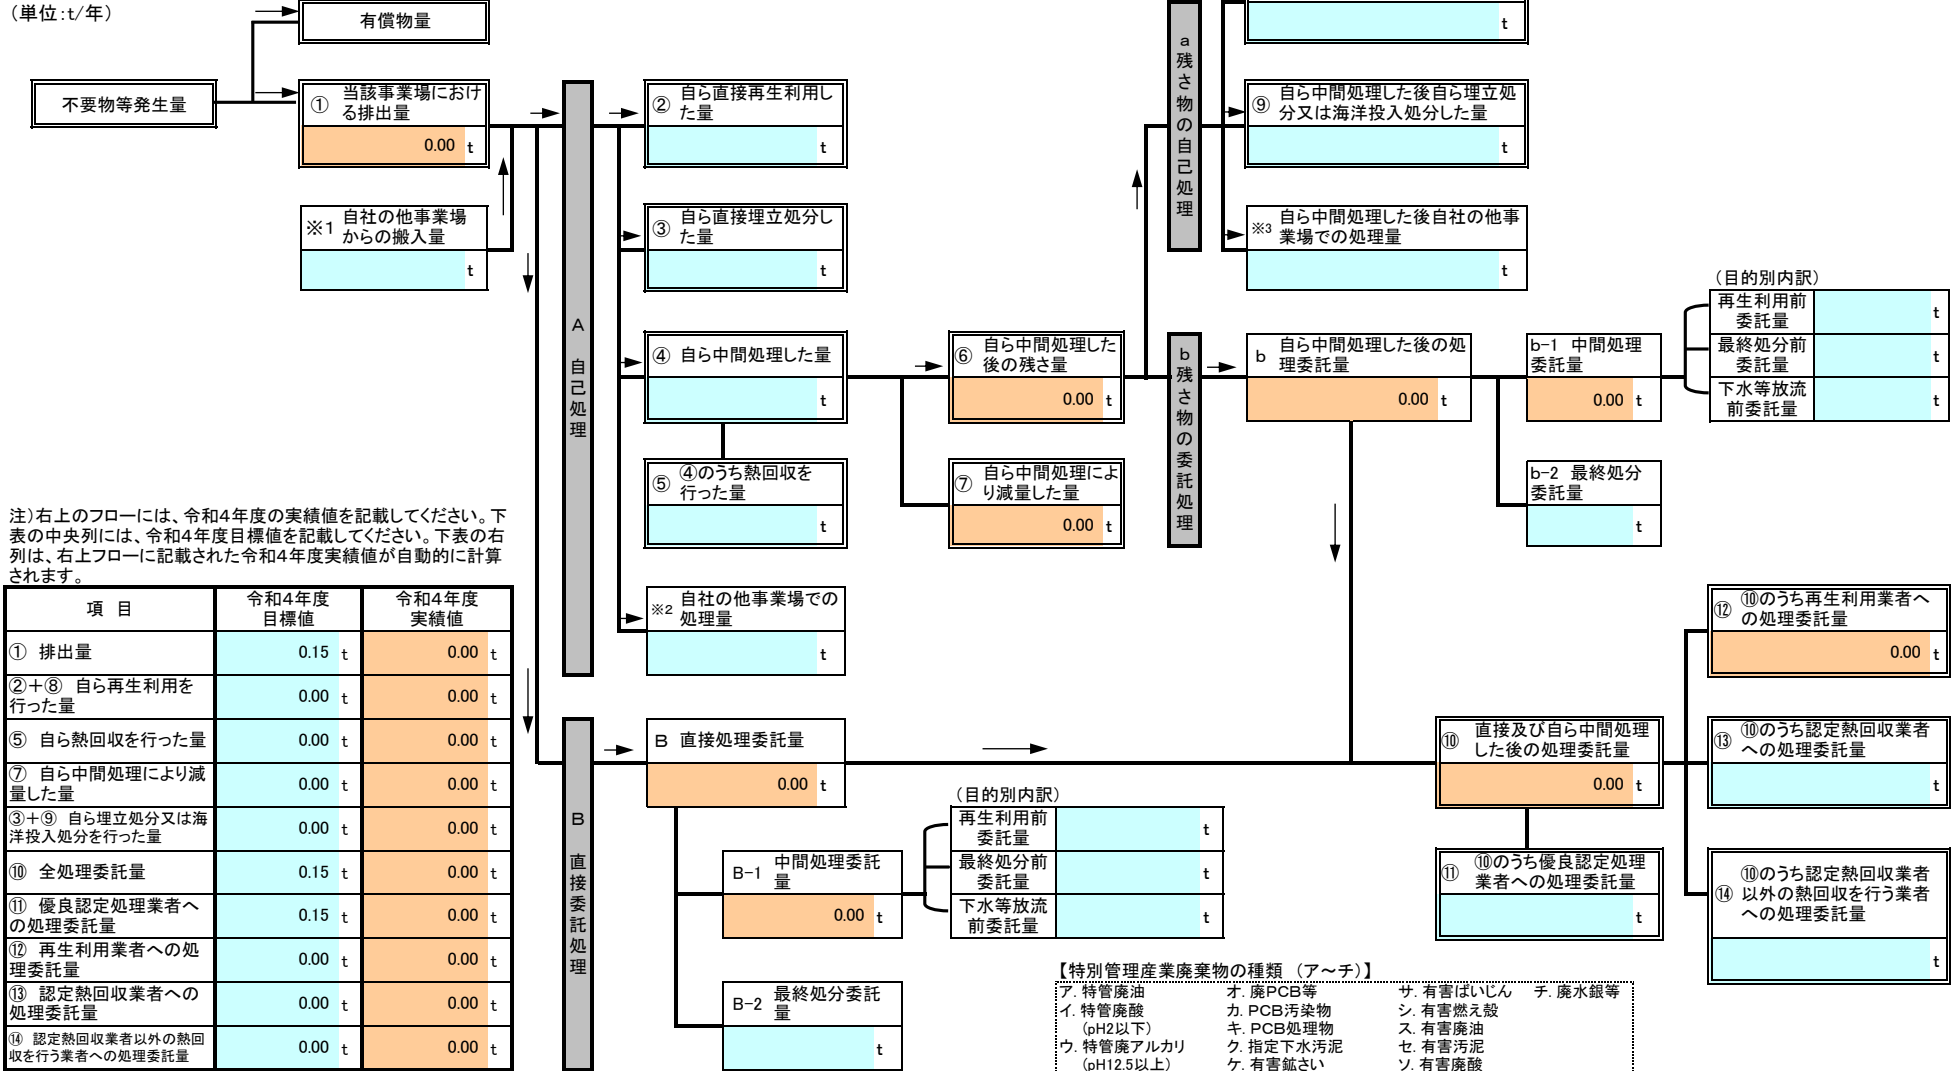 (単位:t/年)
有償物量
不要物等発生量
① 当該事業場におけ
る排出量
0.00 t
※1 自社の他事業場
からの搬入量
t
A 自己処理
② 自ら直接再生利用し
た量
t
③ 自ら直接埋立処分し
た量
t
④ 自ら中間処理した量
t
⑤ ④のうち熱回収を
行った量
t
※2 自社の他事業場での
処理量
t
⑥ 自ら中間処理した
後の残さ量
0.00 t
⑦ 自ら中間処理によ
り減量した量
0.00 t
a 残さ物の自己処理
t
⑨ 自ら中間処理した後自ら埋立処
分又は海洋投入処分した量
t
※3 自ら中間処理した後自社の他事
業場での処理量
t
b 残さ物の委託処理
b 自ら中間処理した後の処
理委託量
0.00 t
b-1 中間処理
委託量
0.00 t
(目的別内訳)
再生利用前
委託量
t
最終処分前
委託量
t
下水等放流
前委託量
t
b-2 最終処分
委託量
t
注)右上のフローには、令和4年度の実績値を記載してください。下
表の中央列には、令和4年度目標値を記載してください。下表の右
列は、右上フローに記載された令和4年度実績値が自動的に計算
されます。
項 目 令和4年度 目標値 令和4年度 実績値
① 排出量 0.15 t 0.00 t
②+⑧ 自ら再生利用を
行った量 0.00 t 0.00 t
⑤ 自ら熱回収を行った量 0.00 t 0.00 t
⑦ 自ら中間処理により減
量した量 0.00 t 0.00 t
③+⑨ 自ら埋立処分又は海
洋投入処分を行った量 0.00 t 0.00 t
⑩ 全処理委託量 0.15 t 0.00 t
⑪ 優良認定処理業者へ
の処理委託量 0.15 t 0.00 t
⑫ 再生利用業者への処
理委託量 0.00 t 0.00 t
⑬ 認定熱回収業者への
処理委託量 0.00 t 0.00 t
⑭ 認定熱回収業者以外の熱回
収を行う業者への処理委託量 0.00 t 0.00 t
B 直接委託処理
B 直接処理委託量
0.00 t
B-1 中間処理委託
量
0.00 t
(目的別内訳)
再生利用前
委託量
t
最終処分前
委託量
t
下水等放流
前委託量
t
B-2 最終処分委託
量
t
⑩ 直接及び自ら中間処理
した後の処理委託量
0.00 t
⑪ ⑩のうち優良認定処理
業者への処理委託量
t
⑫ ⑩のうち再生利用業者へ
の処理委託量
0.00 t
⑬ ⑩のうち認定熱回収業者
への処理委託量
t
⑭ ⑩のうち認定熱回収業者
以外の熱回収を行う業者
への処理委託量
t
【特別管理産業廃棄物の種類 (ア~チ)】
ア. 特管廃油 オ. 廃PCB等 サ. 有害ばいじん チ. 廃水銀等
イ. 特管廃酸 カ. PCB汚染物 シ. 有害燃え殻
(pH2以下) キ. PCB処理物 ス. 有害廃油
ウ. 特管廃アルカリ ク. 指定下水汚泥 セ. 有害汚泥
(pH12.5以上) ケ. 有害鉱さい ソ. 有害廃酸